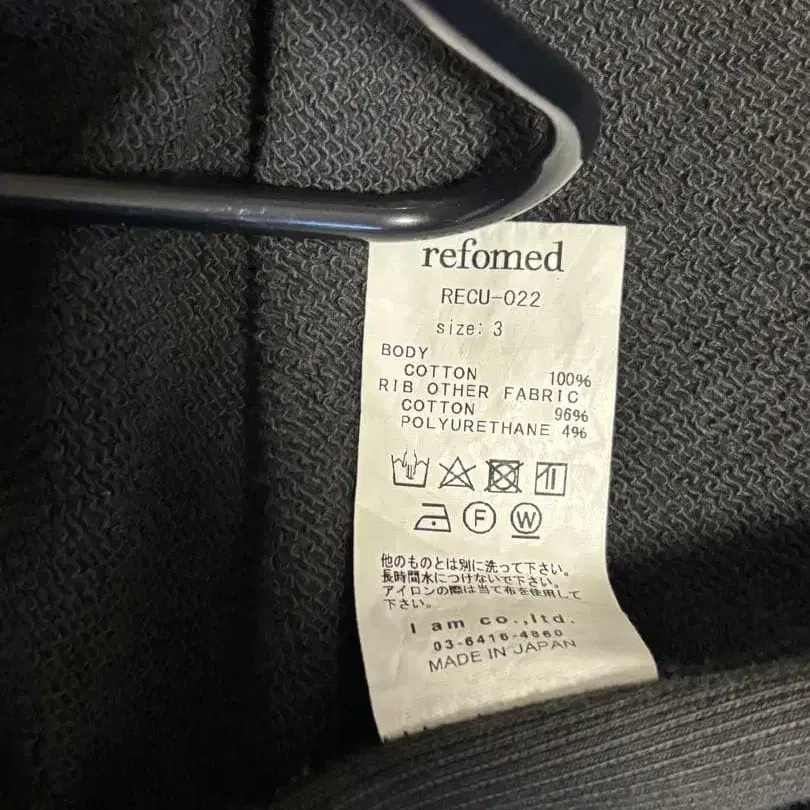 refomed
RECU-022
size: 3
BODY
COTTON 100%
RIB OTHER FABRIC
COTTON 96%
POLYURETHANE 4%
F W
他のものとは別に洗って下さい。
長時間水につけないで下さい。
アイロンの際は当て布を使用して
下さい。
I am co.,ltd.
03-6416-4860
MADE IN JAPAN